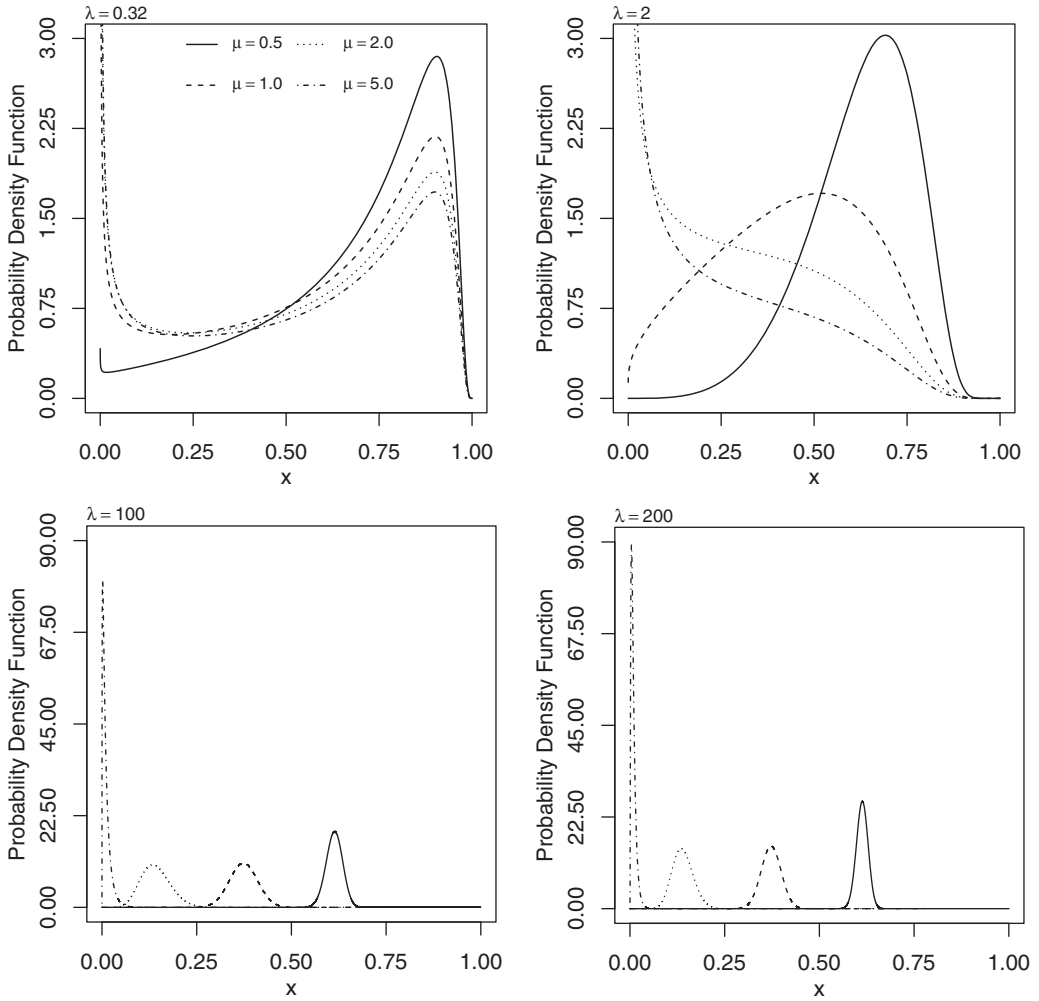 λ = 0.32
Probability Density Function
3.00
2.25
1.50
0.75
0.00
μ = 0.5
μ = 2.0
μ = 1.0
μ = 5.0
0.00 0.25 0.50 0.75 1.00
x
λ = 2
Probability Density Function
3.00
2.25
1.50
0.75
0.00
0.00 0.25 0.50 0.75 1.00
x
λ = 100
Probability Density Function
90.00
67.50
45.00
22.50
0.00
0.00 0.25 0.50 0.75 1.00
x
λ = 200
Probability Density Function
90.00
67.50
45.00
22.50
0.00
0.00 0.25 0.50 0.75 1.00
x